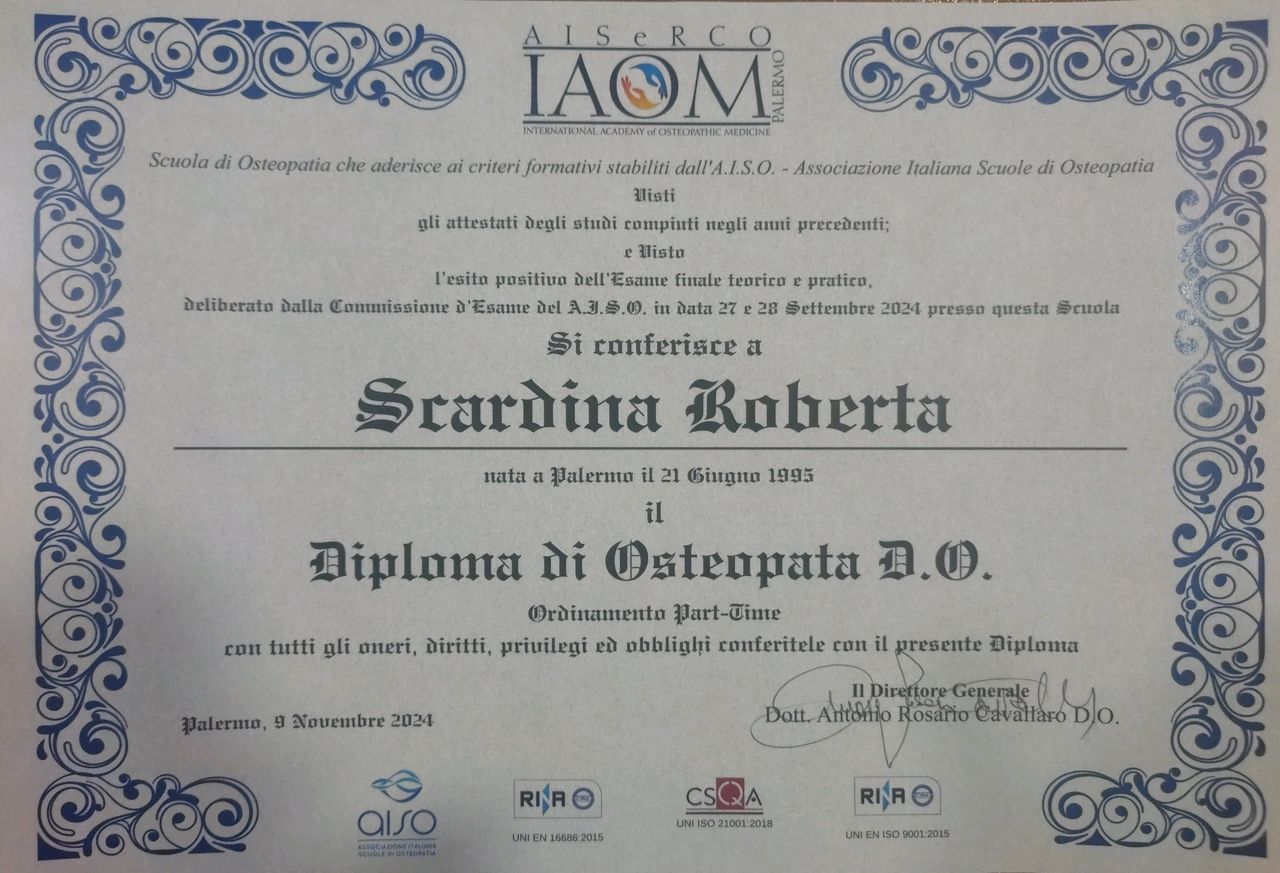 AISeRCO
IAOM
PALERMO
INTERNATIONAL ACADEMY of OSTEOPATHIC MEDICINE
Scuola di Osteopatia che aderisce ai criteri formativi stabiliti dall'A.I.S.O. - Associazione Italiana Scuole di Osteopatia
Visti
gli attestati degli studi compiuti negli anni precedenti;
e Visto
l'esito positivo dell'Esame finale teorico e pratico,
deliberato dalla Commissione d'Esame del A.I.S.O. in data 27 e 28 Settembre 2024 presso questa Scuola
Si conferisce a
Scardina Roberta
nata a Palermo il 21 Giugno 1995
il
Diploma di Osteopata D.O.
Ordinamento Part-Time
con tutti gli oneri, diritti, privilegi ed obblighi conferitele con il presente Diploma
Il Direttore Generale
Dott. Antonio Rosario Cavallaro D.O.
Palermo, 9 Novembre 2024
aiso
ASSOCIAZIONE ITALIANA
SCUOLE DI OSTEOPATIA
RINA
UNI EN 16686:2015
CSQA
UNI ISO 21001:2018
RINA
UNI EN ISO 9001:2015